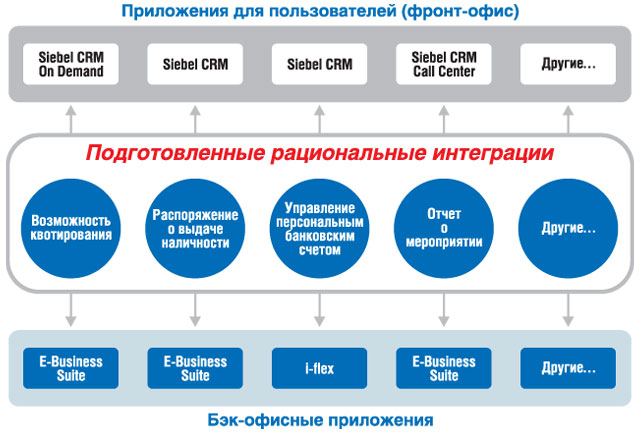 Приложения для пользователей (фронт-офис)
Siebel CRM
On Demand
Siebel CRM
Siebel CRM
Siebel CRM
Call Center
Другие...
Подготовленные рациональные интеграции
Возможность
квотирования
Распоряжение
о выдаче
наличности
Управление
персональным
банковским
счетом
Отчет
о
мероприятии
Другие...
E-Business
Suite
E-Business
Suite
i-flex
E-Business
Suite
Другие...
Бэк-офисные приложения